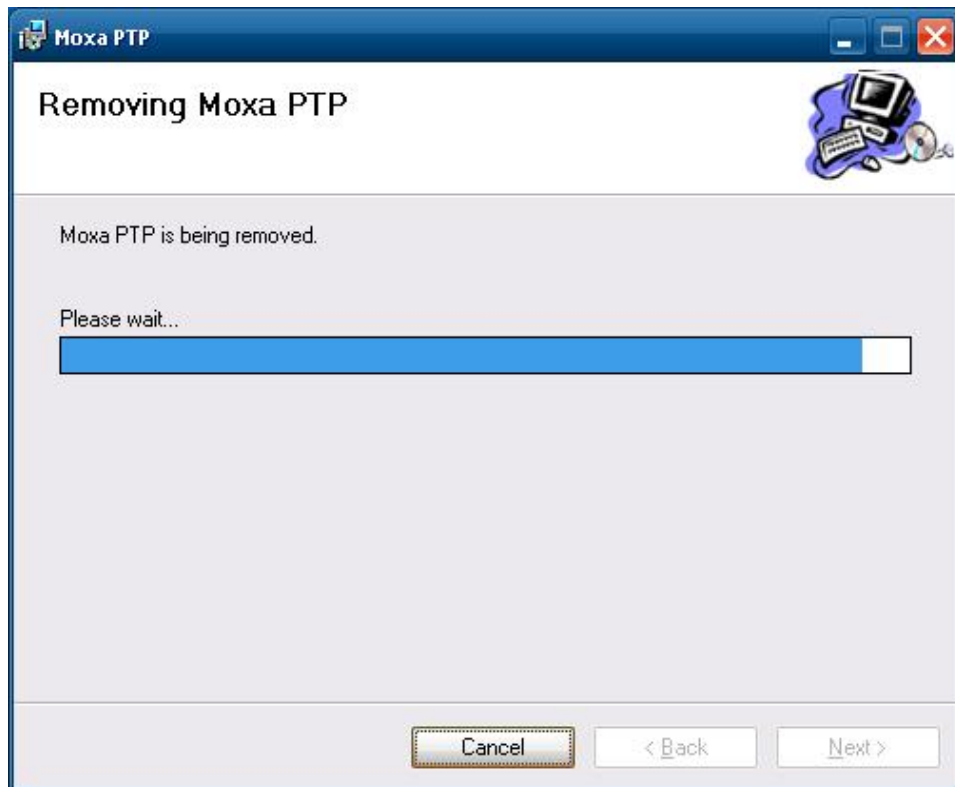 Moxa PTP
Removing Moxa PTP
Moxa PTP is being removed.
Please wait...
Cancel
< Back
Next >